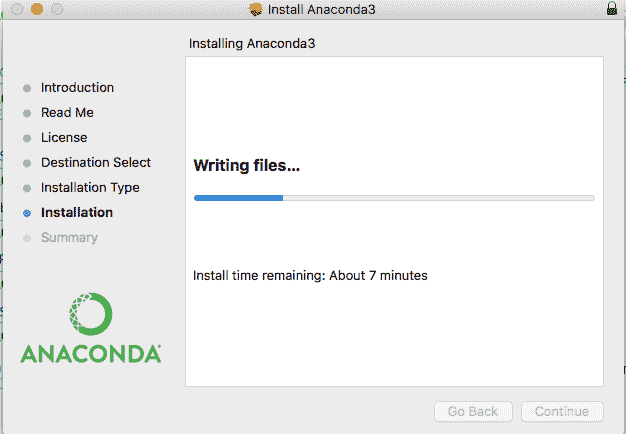 Install Anaconda3
Installing Anaconda3
Introduction
Read Me
License
Destination Select
Installation Type
Installation
Summary
Writing files...
Install time remaining: About 7 minutes
ANACONDA
Go Back
Continue